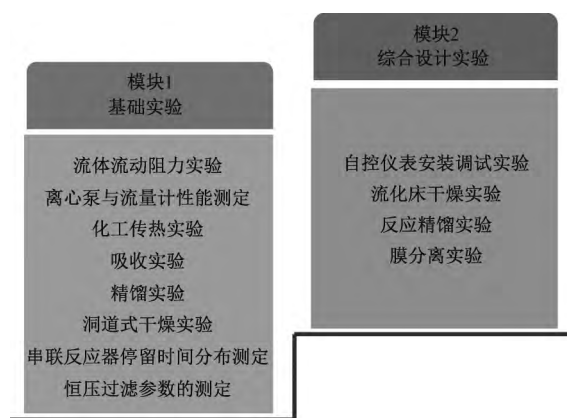 模块1
基础实验
流体流动阻力实验
离心泵与流量计性能测定
化工传热实验
吸收实验
精馏实验
洞道式干燥实验
串联反应器停留时间分布测定
恒压过滤参数的测定
模块2
综合设计实验
自控仪表安装调试实验
流化床干燥实验
反应精馏实验
膜分离实验